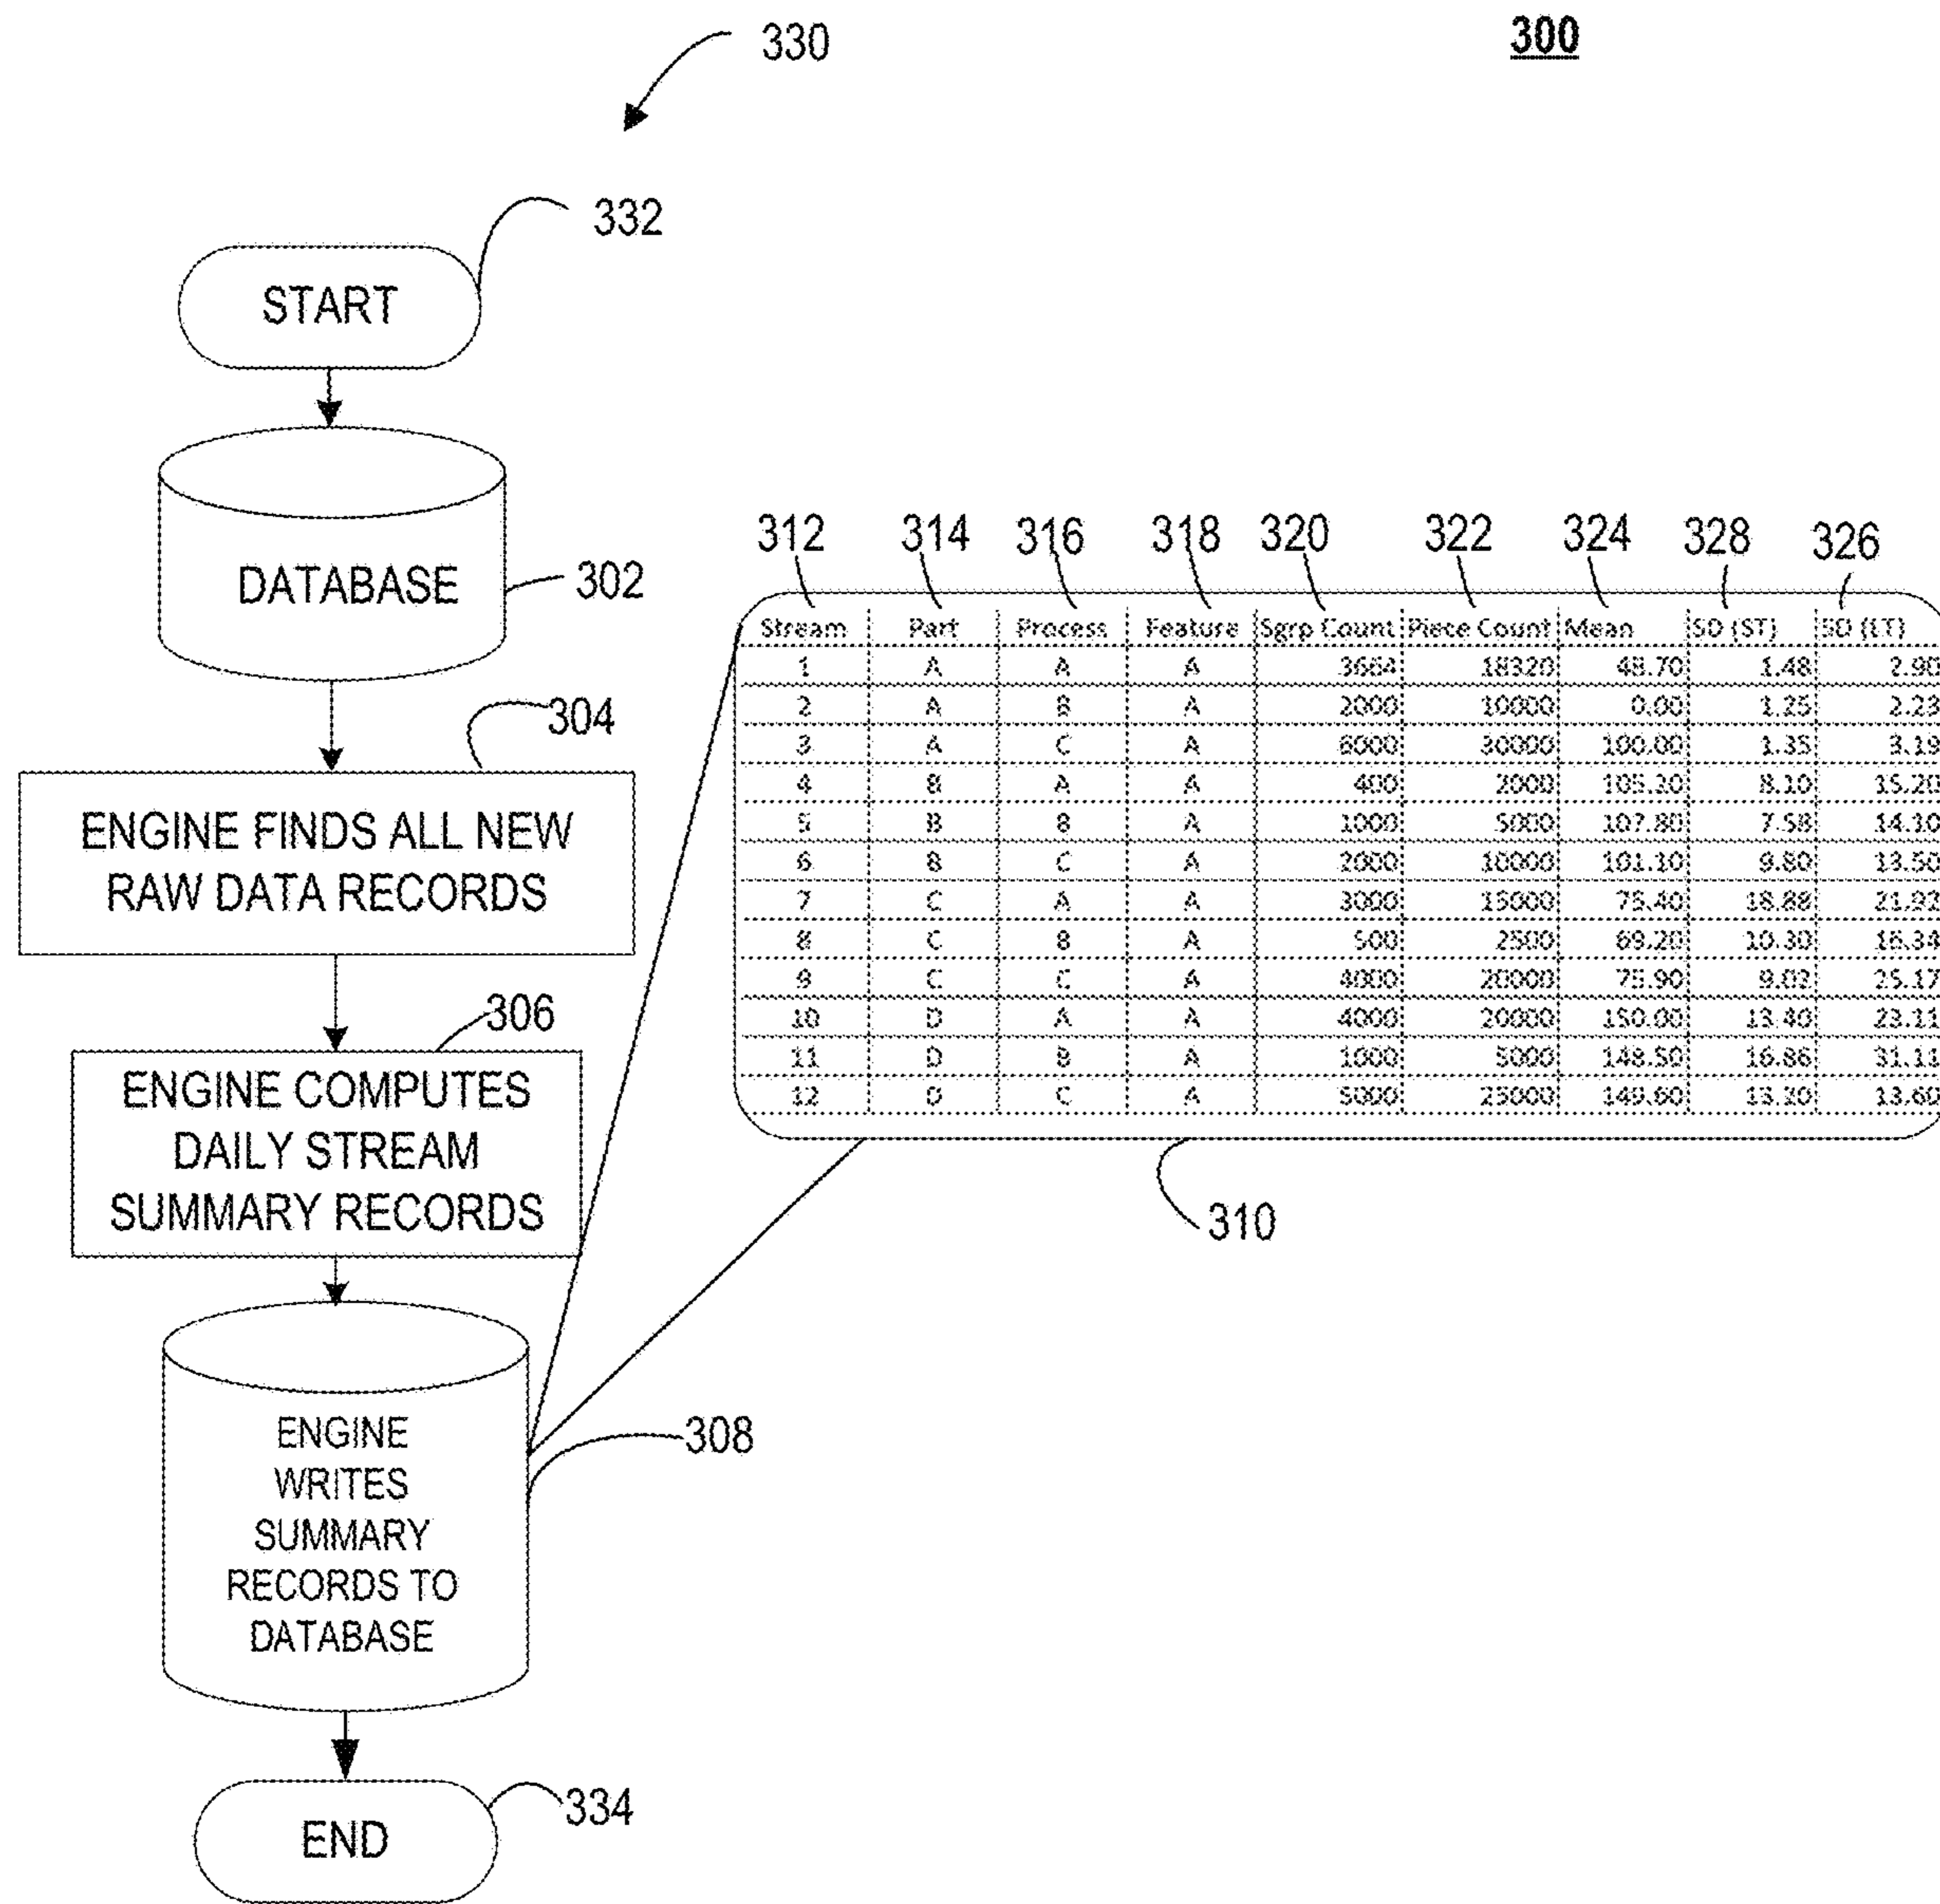 330
300
332
START
DATABASE
302
304
ENGINE FINDS ALL NEW
RAW DATA RECORDS
306
ENGINE COMPUTES
DAILY STREAM
SUMMARY RECORDS
ENGINE
WRITES
SUMMARY
RECORDS TO
DATABASE
308
334
END
312 314 316 318 320 322 324 328 326
Stream Part Process Feature Sgrp Count Piece Count Mean SD (ST) SD (LT)
1 A A A 3664 18320 48.70 1.48 2.90
2 A B A 2000 10000 0.00 1.25 2.23
3 A C A 6000 30000 100.00 1.35 3.19
4 B A A 400 2000 105.20 8.10 15.20
5 B B A 1000 5000 107.80 7.58 14.10
6 B C A 2000 10000 101.10 9.80 13.50
7 C A A 3000 15000 75.40 18.88 21.92
8 C B A 500 2500 69.20 10.30 16.34
9 C C A 4000 20000 75.90 9.02 25.17
10 D A A 4000 20000 150.00 13.40 23.11
11 D B A 1000 5000 148.50 16.86 31.11
12 D C A 5000 25000 149.60 13.20 13.60
310